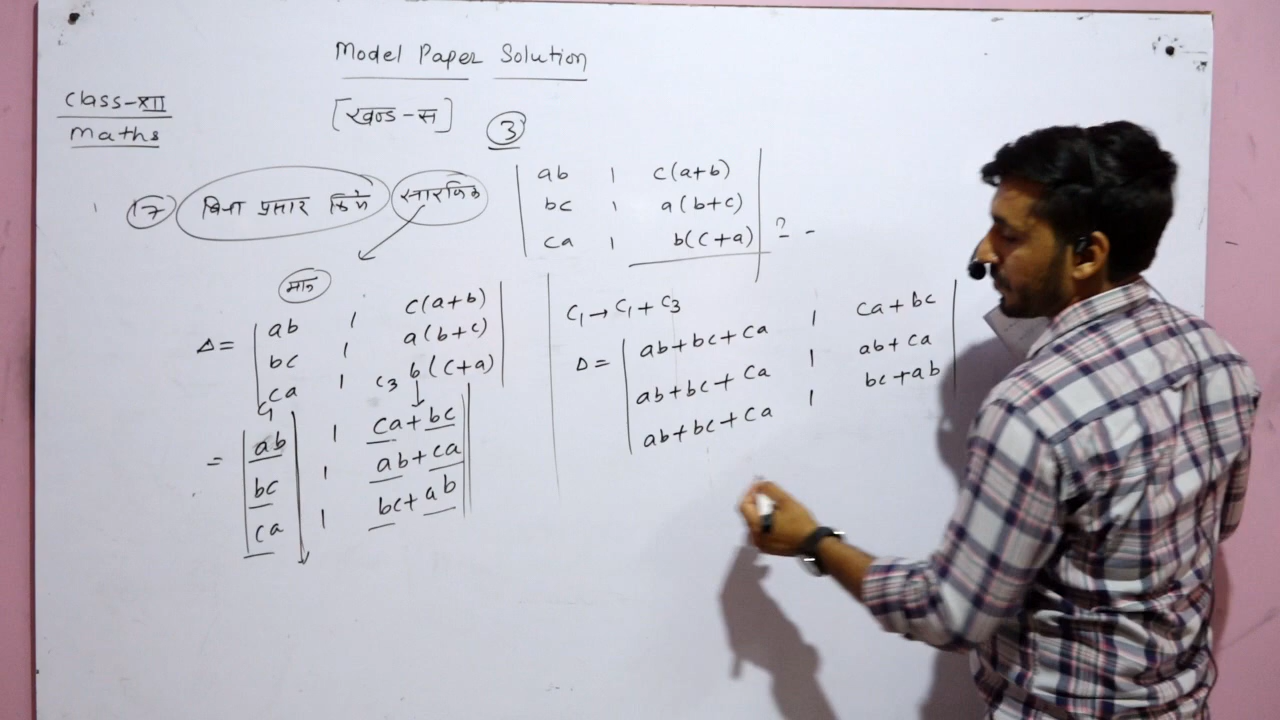 Model Paper Solution
Class-XII
Maths
[खण्ड-स]
3
17 बिना प्रसार किये सारणिक
ab 1 c(a+b)
bc 1 a(b+c)
ca 1 b(c+a) ? -
मान
Δ = ab 1 c(a+b)
bc 1 a(b+c)
ca 1 b(c+a)
C₁ C₃
= ab 1 ca+bc
bc 1 ab+ca
ca 1 bc+ab
C₁→C₁+C₃
Δ = ab+bc+ca 1 ca+bc
ab+bc+ca 1 ab+ca
ab+bc+ca 1 bc+ab